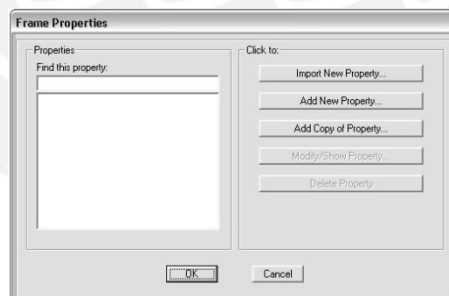 Frame Properties
Properties
Find this property:
Click to:
Import New Property...
Add New Property...
Add Copy of Property...
Modify/Show Property...
Delete Property
OK
Cancel